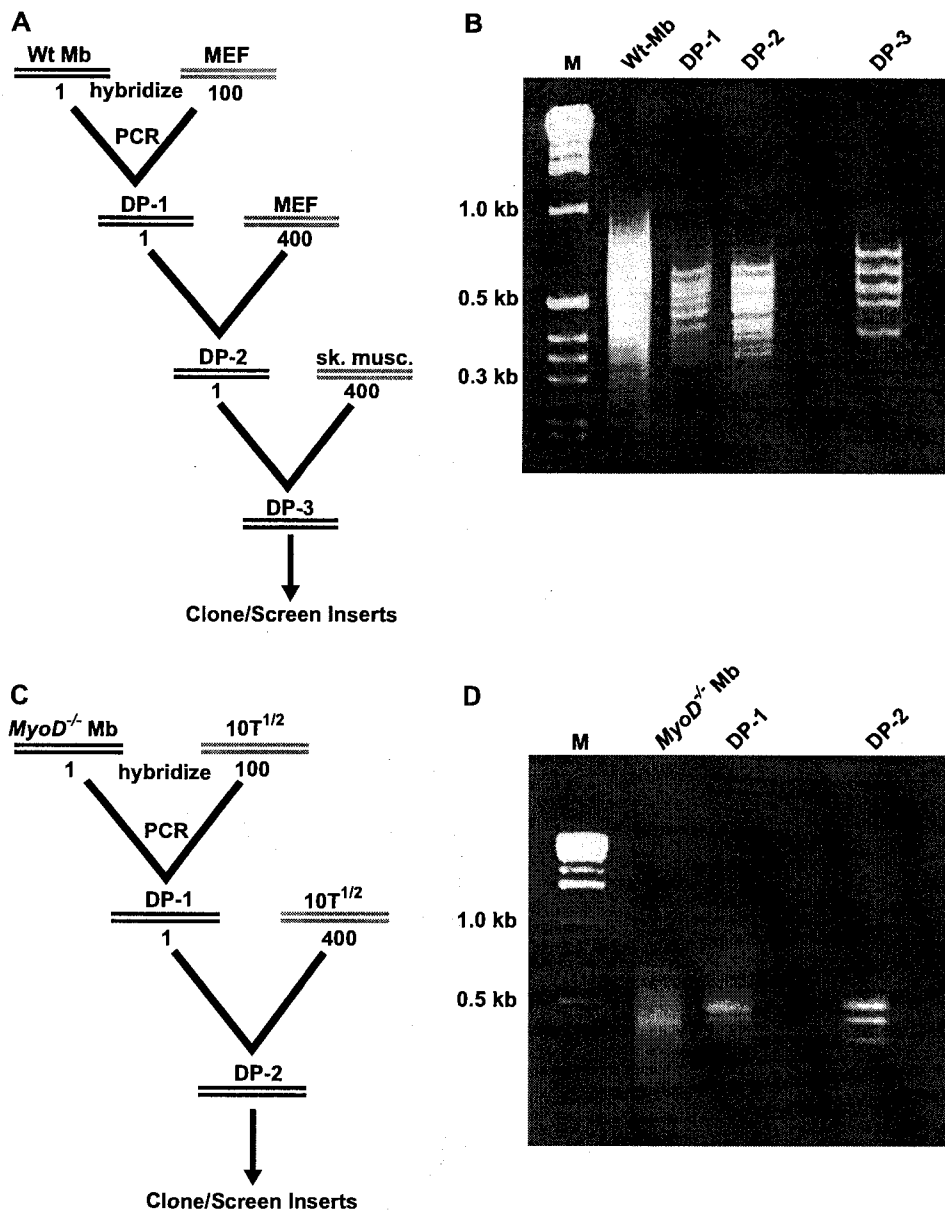 A
Wt Mb MEF
1 hybridize 100
PCR
DP-1 MEF
1 400
DP-2 sk. musc.
1 400
DP-3
Clone/Screen Inserts
B
M Wt-Mb DP-1 DP-2 DP-3
1.0 kb
0.5 kb
0.3 kb
C
MyoD-/- Mb 10T1/2
1 hybridize 100
PCR
DP-1 10T1/2
1 400
DP-2
Clone/Screen Inserts
D
M MyoD-/- Mb DP-1 DP-2
1.0 kb
0.5 kb